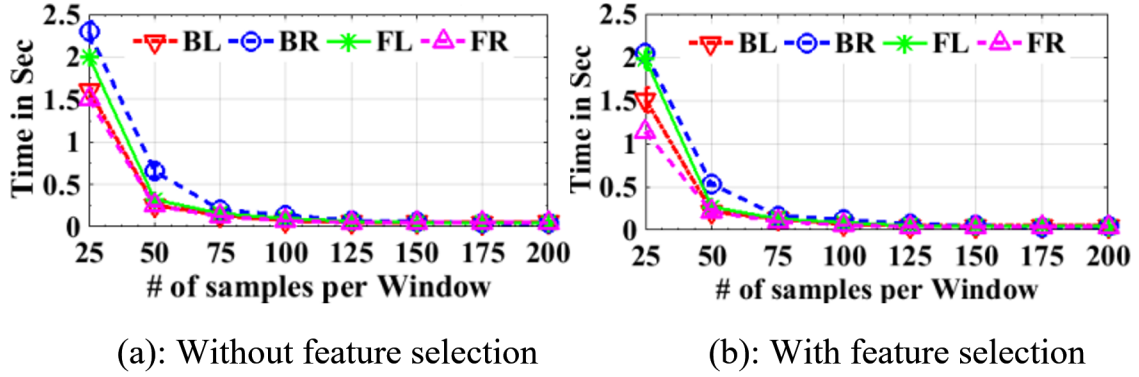 2.5
2
1.5
1
0.5
0
Time in Sec
BL BR FL FR
25 50 75 100 125 150 175 200
# of samples per Window
(a): Without feature selection
2.5
2
1.5
1
0.5
0
Time in Sec
BL BR FL FR
25 50 75 100 125 150 175 200
# of samples per Window
(b): With feature selection